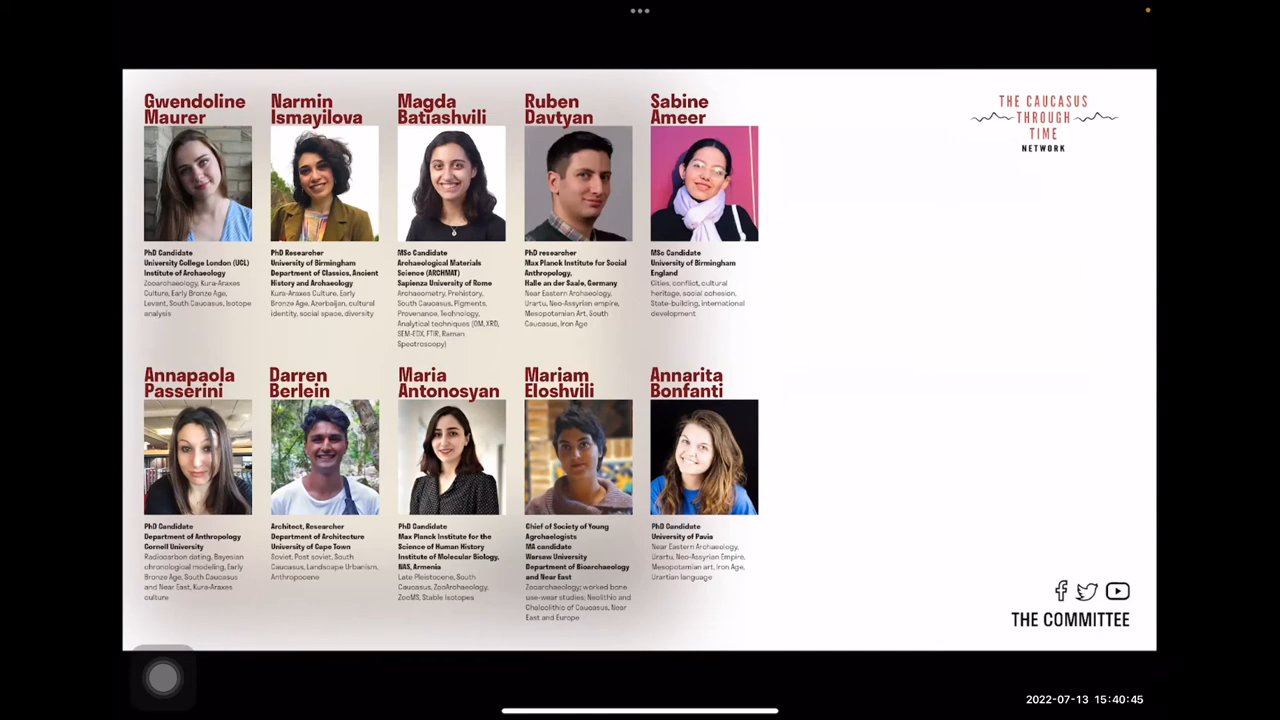 Gwendoline
Maurer
PhD Candidate
University College London (UCL)
Institute of Archaeology
Zooarchaeology, Kura-Araxes
Culture, Early Bronze Age,
Levant, South Caucasus, Isotope
analysis
Narmin
Ismayilova
PhD Researcher
University of Birmingham
Department of Classics, Ancient
History and Archaeology
Kura-Araxes Culture, Early
Bronze Age, Azerbaijan, cultural
identity, social space, diversity
Magda
Batiashvili
MSc Candidate
Archaeological Materials
Science (ARCHMAT)
Sapienza University of Rome
Archaeometry, Prehistory,
South Caucasus, Pigments,
Provenance, Technology,
Analytical techniques (OM, XRD,
SEM-EDX, FTIR, Raman
Spectroscopy)
Ruben
Davtyan
PhD researcher
Max Planck Institute for Social
Anthropology,
Halle an der Saale, Germany
Near Eastern Archaeology,
Urartu, Neo-Assyrian empire,
Mesopotamian Art, South
Caucasus, Iron Age
Sabine
Ameer
MSc Candidate
University of Birmingham
England
Cities, conflict, cultural
heritage, social cohesion,
State-building, international
development
THE CAUCASUS
THROUGH
TIME
NETWORK
Annapaola
Passerini
PhD Candidate
Department of Anthropology
Cornell University
Radiocarbon dating, Bayesian
chronological modeling, Early
Bronze Age, South Caucasus
and Near East, Kura-Araxes
culture
Darren
Berlein
Architect, Researcher
Department of Architecture
University of Cape Town
Soviet, Post soviet, South
Caucasus, Landscape Urbanism,
Anthropocene
Maria
Antonosyan
PhD Candidate
Max Planck Institute for the
Science of Human History
Institute of Molecular Biology,
NAS, Armenia
Late Pleistocene, South
Caucasus, ZooArchaeology,
ZooMS, Stable Isotopes
Mariam
Eloshvili
Chief of Society of Young
Agrchaeologists
MA candidate
Warsaw University
Department of Bioarchaeology
and Near East
Zooarchaeology; worked bone
use-wear studies; Neolithic and
Chalcolithic of Caucasus, Near
East and Europe
Annarita
Bonfanti
PhD Candidate
University of Pavia
Near Eastern Archaeology,
Urartu, Neo-Assyrian Empire,
Mesopotamian art, Iron Age,
Urartian language
THE COMMITTEE
2022-07-13 15:40:45